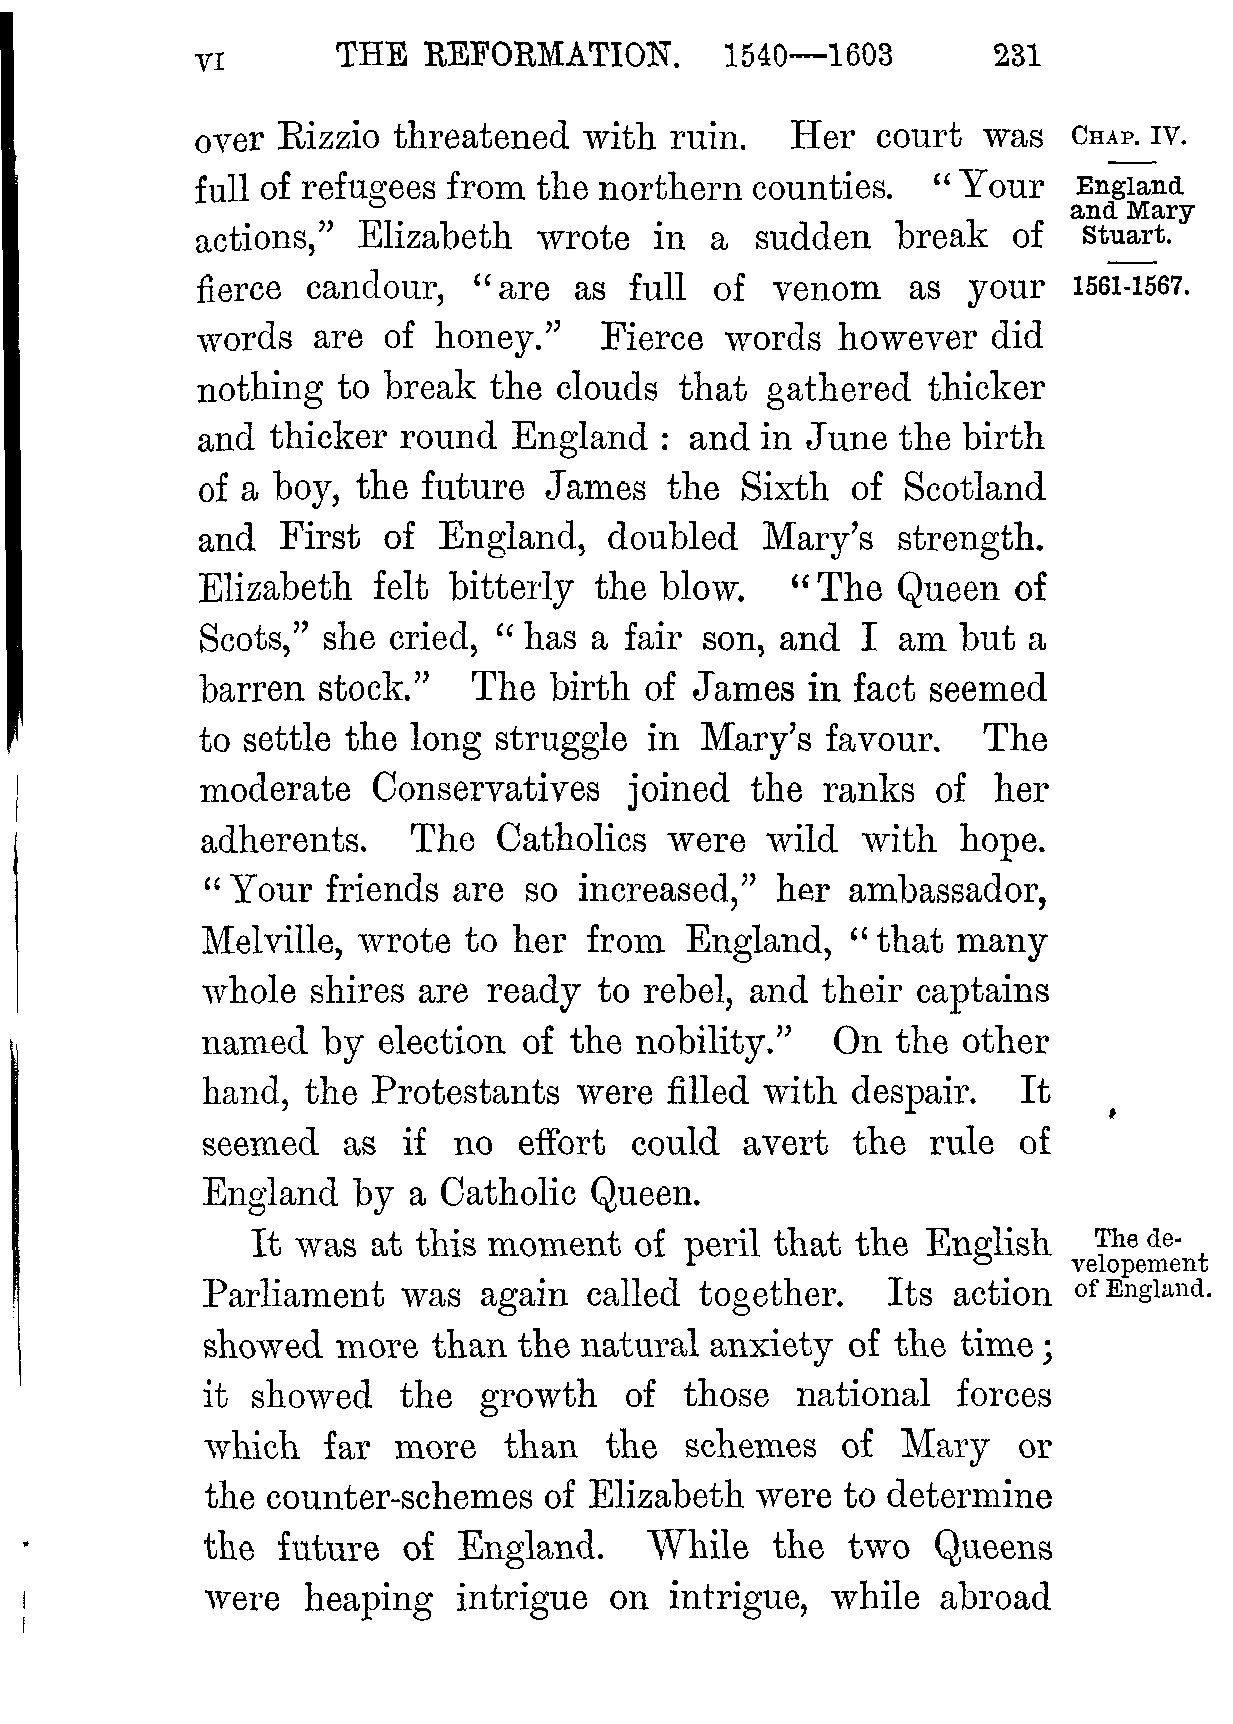 VI THE REFORMATION. 1540—1603 231
over Rizzio threatened with ruin. Her court was
full of refugees from the northern counties. “Your
actions,” Elizabeth wrote in a sudden break of
fierce candour, “are as full of venom as your
words are of honey.” Fierce words however did
nothing to break the clouds that gathered thicker
and thicker round England : and in June the birth
of a boy, the future James the Sixth of Scotland
and First of England, doubled Mary’s strength.
Elizabeth felt bitterly the blow. “The Queen of
Scots,” she cried, “has a fair son, and I am but a
barren stock.” The birth of James in fact seemed
to settle the long struggle in Mary’s favour. The
moderate Conservatives joined the ranks of her
adherents. The Catholics were wild with hope.
“Your friends are so increased,” her ambassador,
Melville, wrote to her from England, “that many
whole shires are ready to rebel, and their captains
named by election of the nobility.” On the other
hand, the Protestants were filled with despair. It
seemed as if no effort could avert the rule of
England by a Catholic Queen.
It was at this moment of peril that the English
Parliament was again called together. Its action
showed more than the natural anxiety of the time ;
it showed the growth of those national forces
which far more than the schemes of Mary or
the counter-schemes of Elizabeth were to determine
the future of England. While the two Queens
were heaping intrigue on intrigue, while abroad
CHAP. IV.
England
and Mary
Stuart.
1561-1567.
The de-
velopement
of England.